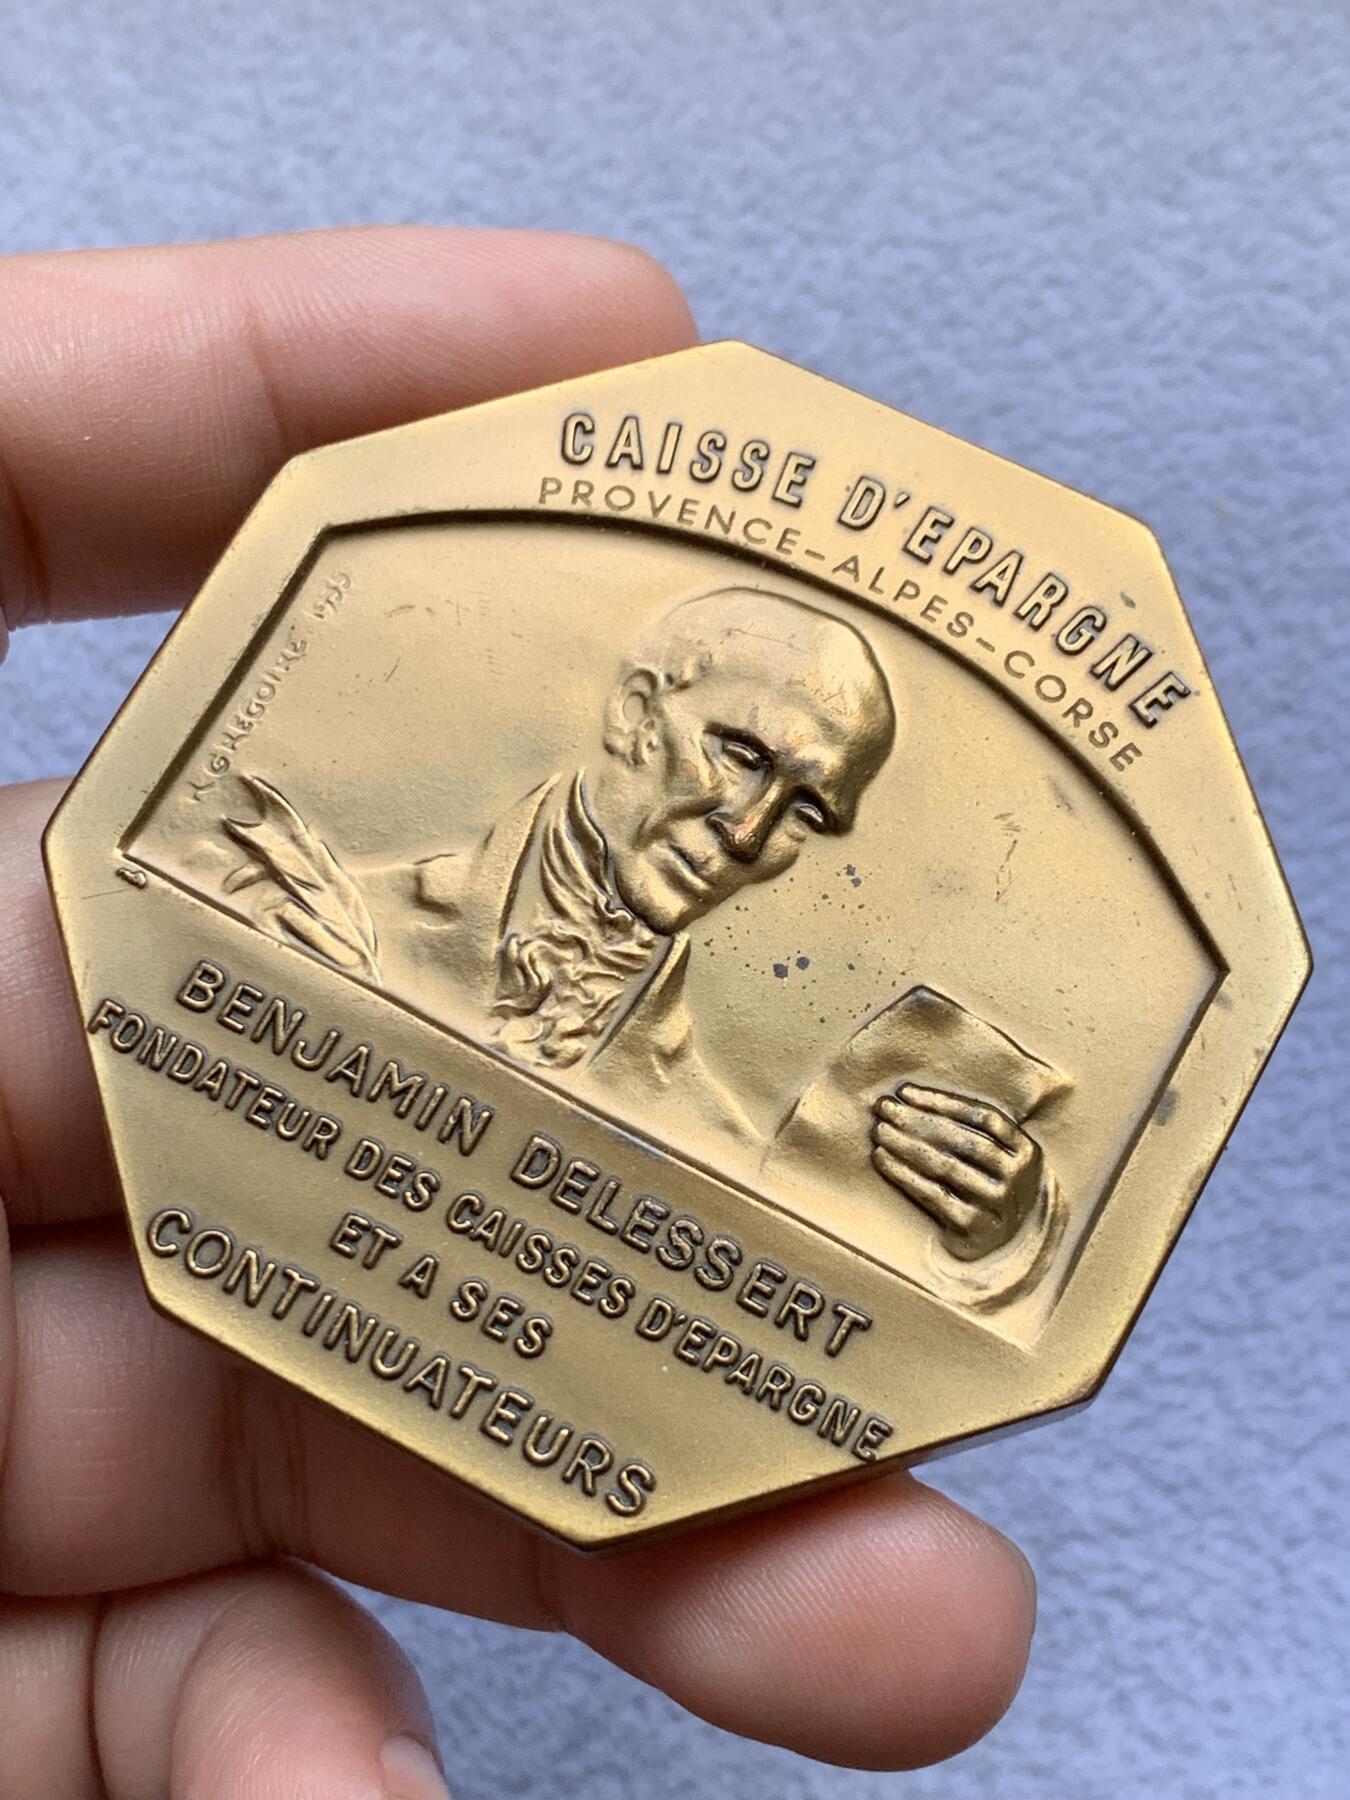 CAISSE D'EPARGNE
PROVENCE-ALPES-CORSE
BENJAMIN DELESSERT
FONDATEUR DES CAISSES D'EPARGNE
ET A SES
CONTINUATEURS